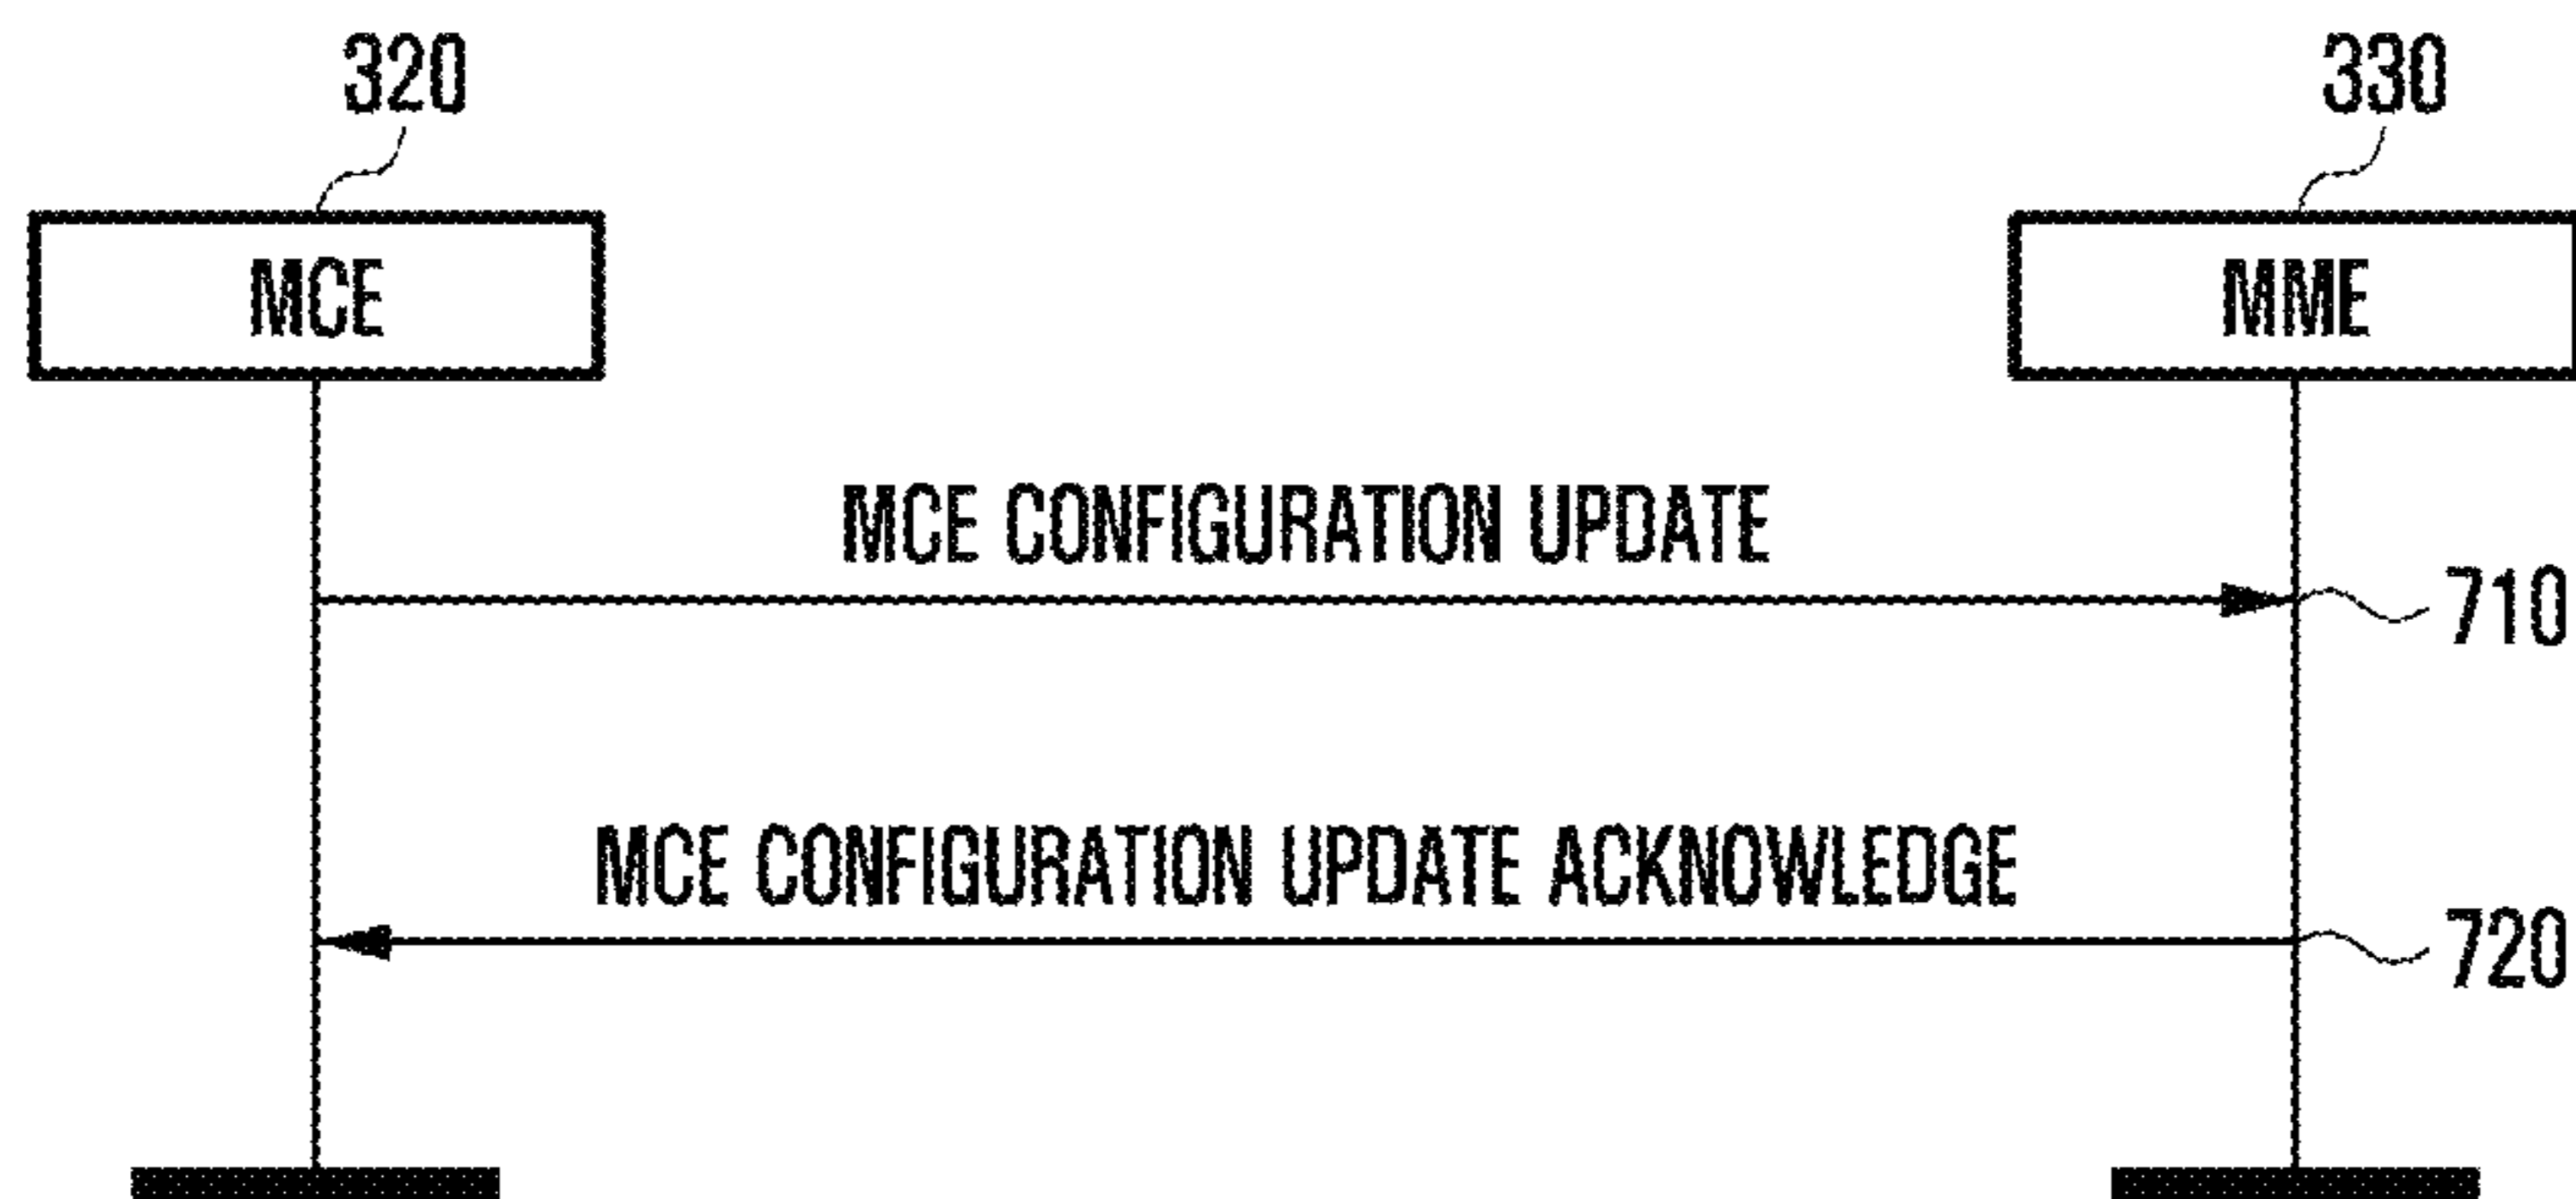 320
330
MCE
MME
MCE CONFIGURATION UPDATE
710
MCE CONFIGURATION UPDATE ACKNOWLEDGE
720